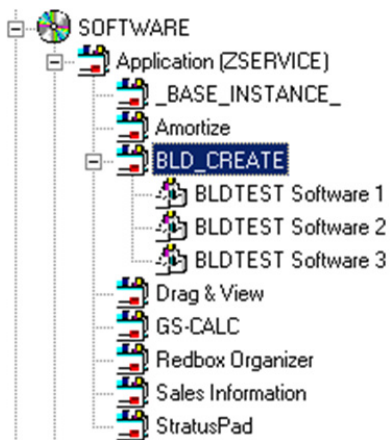 SOFTWARE
Application (ZSERVICE)
_BASE_INSTANCE_
Amortize
BLD_CREATE
BLDTEST Software 1
BLDTEST Software 2
BLDTEST Software 3
Drag & View
GS-CALC
Redbox Organizer
Sales Information
StratusPad